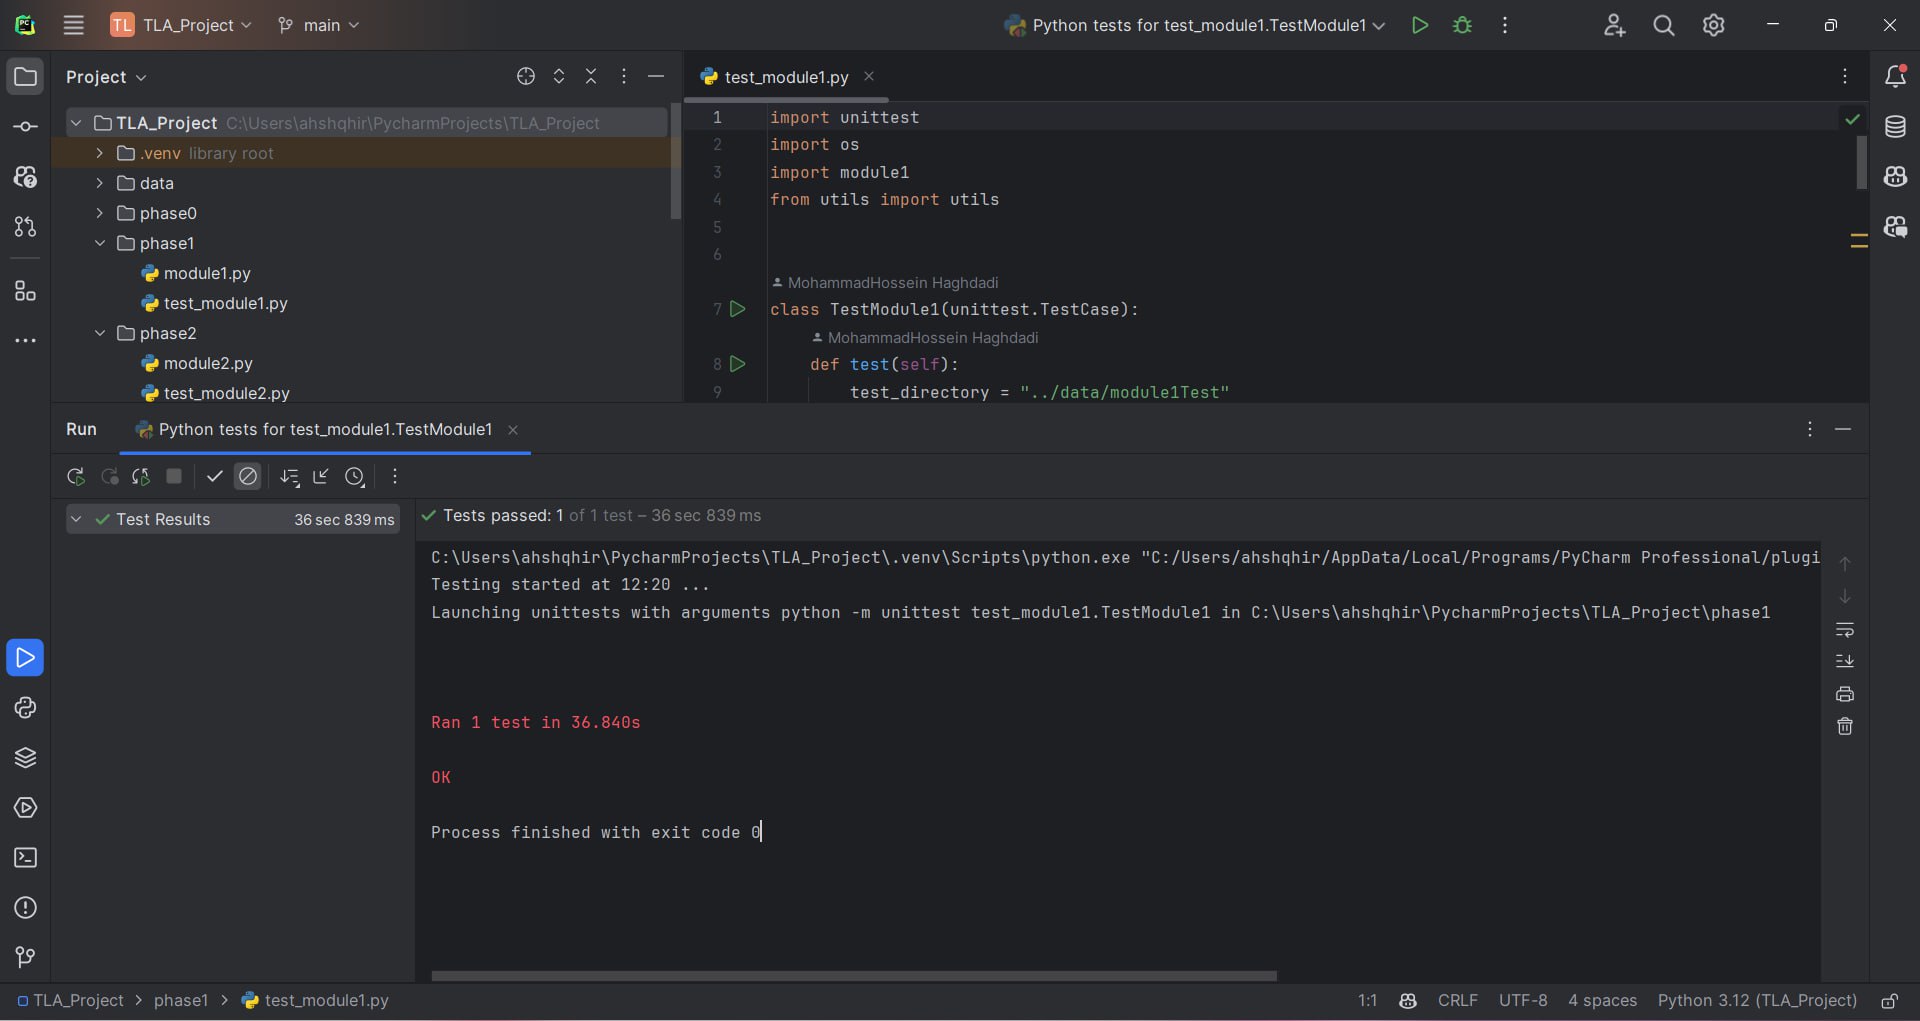 TL TLA_Project main Python tests for test_module1.TestModule1
Project
TLA_Project C:\Users\ahshqhir\PycharmProjects\TLA_Project
.venv library root
data
phase0
phase1
module1.py
test_module1.py
phase2
module2.py
test_module2.py
test_module1.py
1 import unittest
2 import os
3 import module1
4 from utils import utils
5
6
MohammadHossein Haghdadi
7 class TestModule1(unittest.TestCase):
MohammadHossein Haghdadi
8 def test(self):
9 test_directory = "../data/module1Test"
Run Python tests for test_module1.TestModule1
Test Results 36 sec 839 ms
Tests passed: 1 of 1 test – 36 sec 839 ms
C:\Users\ahshqhir\PycharmProjects\TLA_Project\.venv\Scripts\python.exe "C:/Users/ahshqhir/AppData/Local/Programs/PyCharm Professional/plugi
Testing started at 12:20 ...
Launching unittests with arguments python -m unittest test_module1.TestModule1 in C:\Users\ahshqhir\PycharmProjects\TLA_Project\phase1
Ran 1 test in 36.840s
OK
Process finished with exit code 0
TLA_Project > phase1 > test_module1.py 1:1 CRLF UTF-8 4 spaces Python 3.12 (TLA_Project)